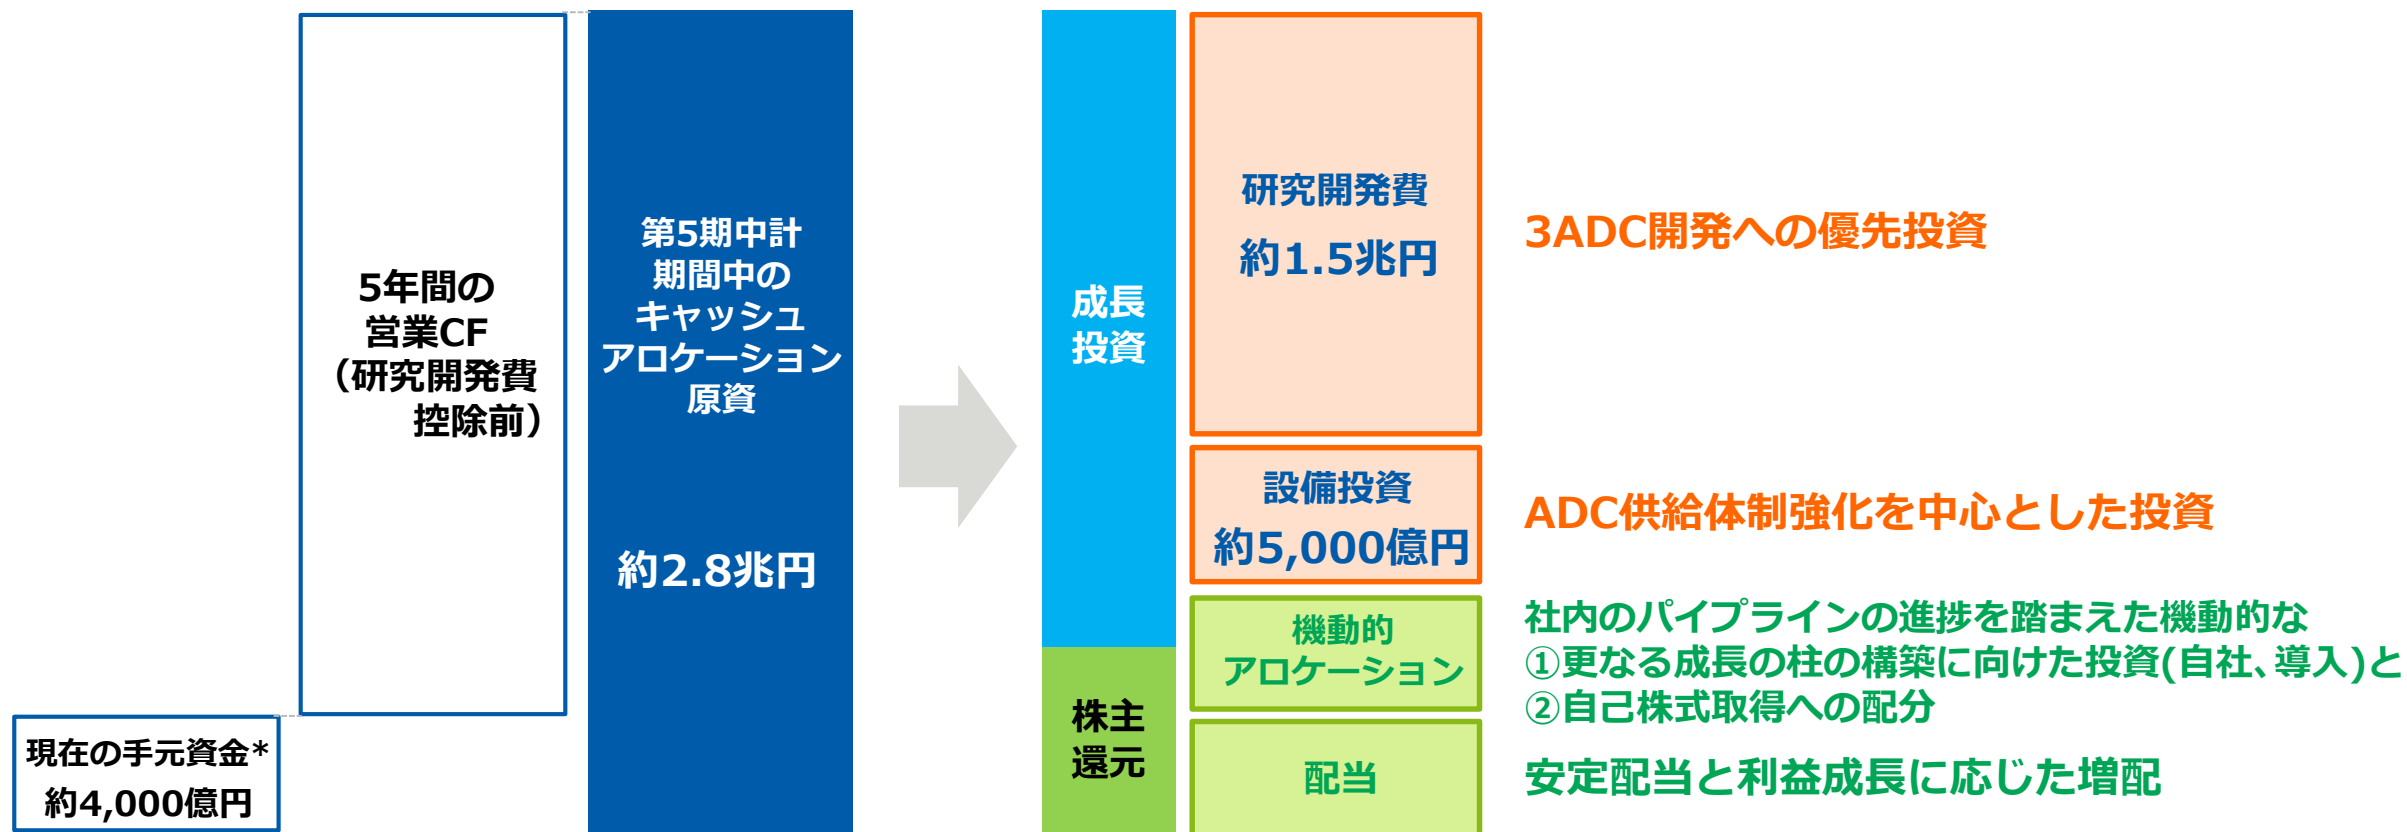 5年間の
営業CF
（研究開発費
控除前）
現在の手元資金*
約4,000億円
第5期中計
期間中の
キャッシュ
アロケーション
原資
約2.8兆円
成長
投資
株主
還元
研究開発費
約1.5兆円
設備投資
約5,000億円
機動的
アロケーション
配当
3ADC開発への優先投資
ADC供給体制強化を中心とした投資
社内のパイプラインの進捗を踏まえた機動的な
①更なる成長の柱の構築に向けた投資(自社、導入)と
②自己株式取得への配分
安定配当と利益成長に応じた増配